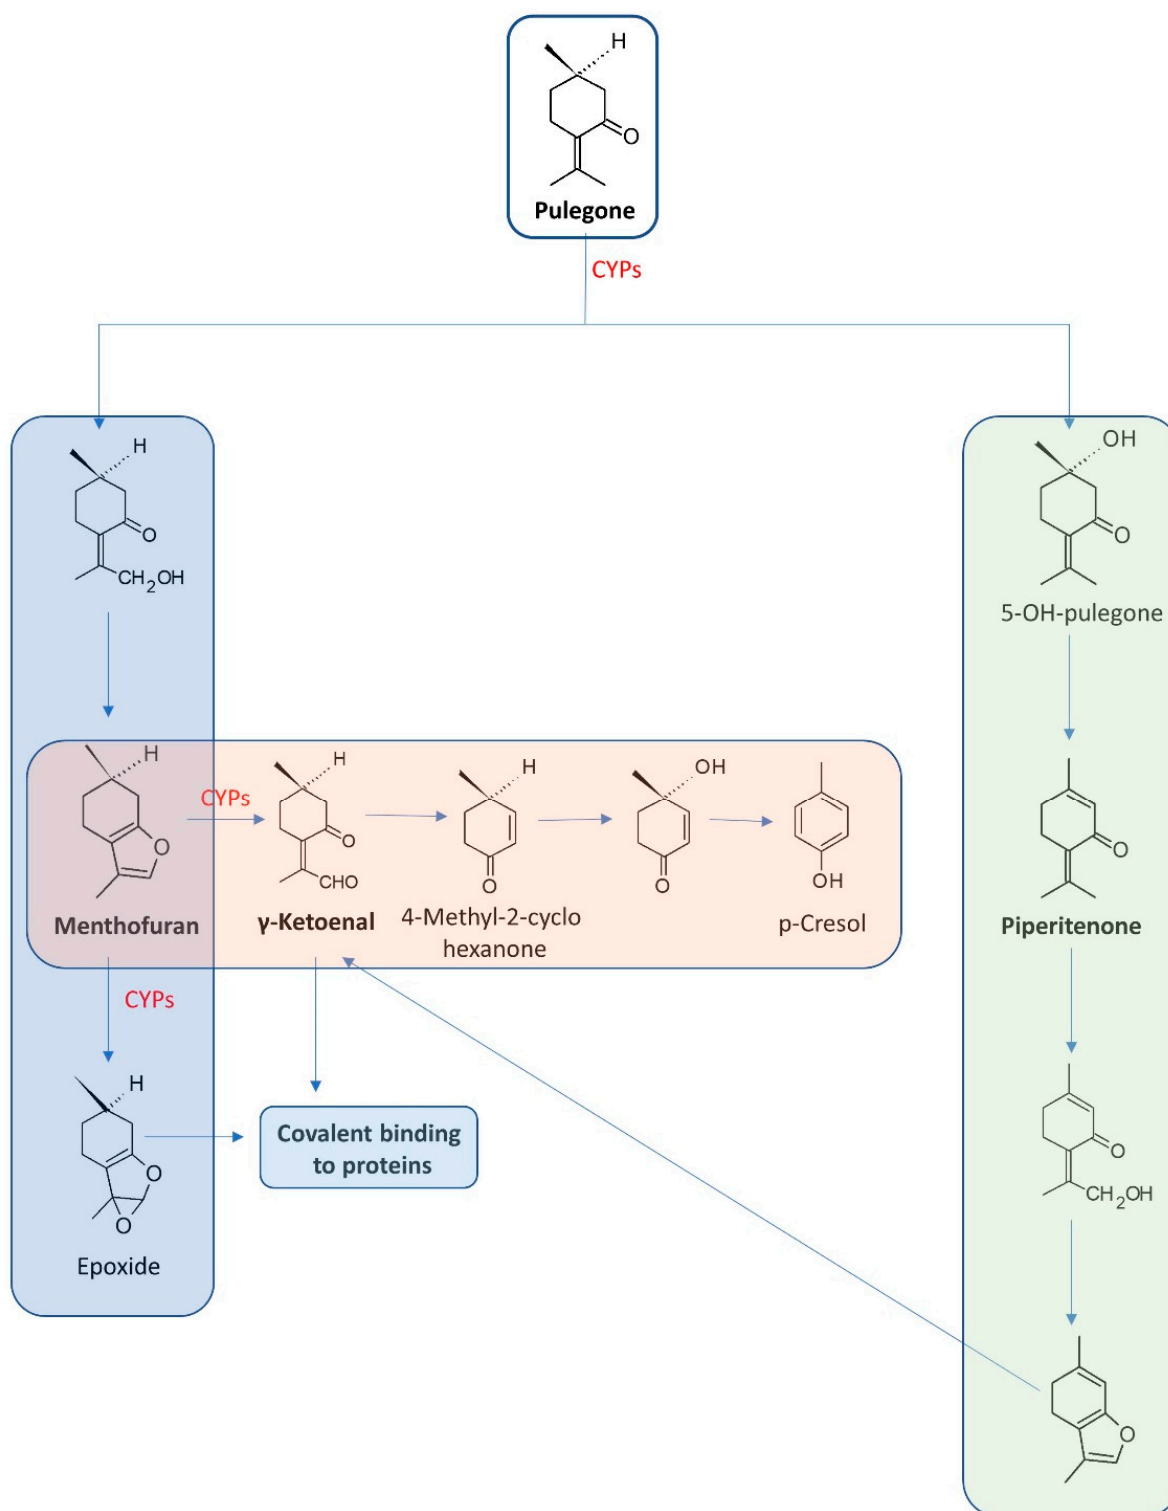 H
O
Pulegone
CYPs
H
O
CH2OH
OH
O
5-OH-pulegone
H
O
Menthofuran
CYPs
H
O
CHO
γ-Ketoenal
H
O
4-Methyl-2-cyclo
hexanone
OH
O
OH
p-Cresol
O
Piperitenone
CYPs
H
O
O
Epoxide
Covalent binding
to proteins
O
CH2OH
O